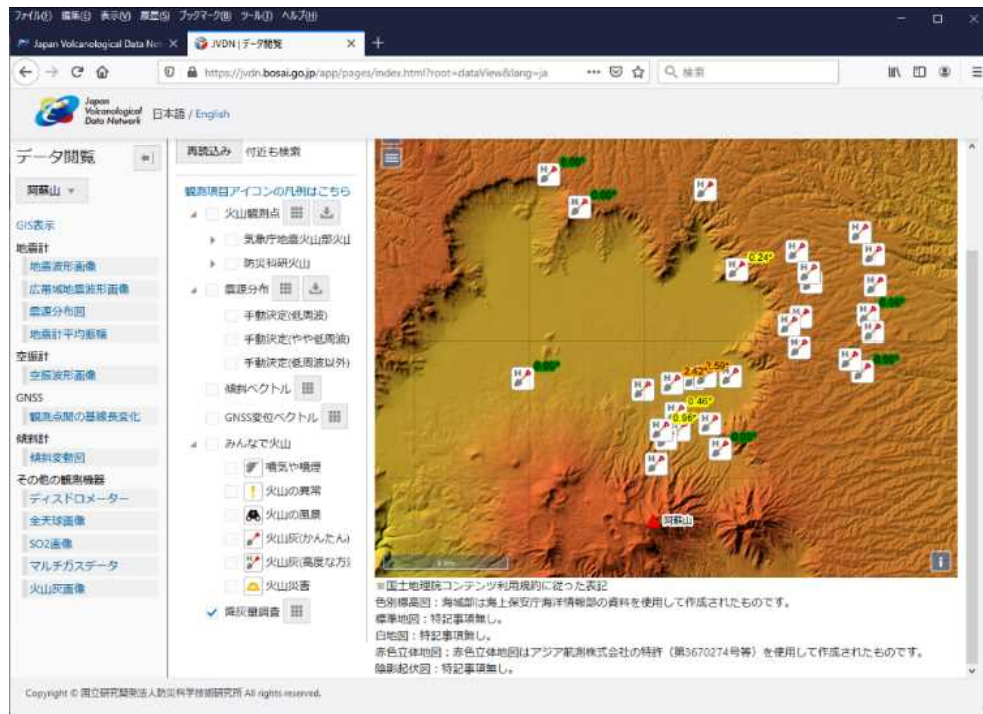 ファイル(F) 編集(E) 表示(V) 履歴(S) ブックマーク(B) ツール(T) ヘルプ(H)
Japan Volcanological Data Net
JVDN | データ閲覧
https://jvdn.bosai.go.jp/app/pages/index.html?root=dataView&lang=ja
検索
Japan Volcanological Data Network
日本語 / English
データ閲覧
阿蘇山
GIS表示
地震計
地震波形画像
広帯域地震波形画像
震源分布図
地震計平均振幅
空振計
空振波形画像
GNSS
観測点間の基線長変化
傾斜計
傾斜変動図
その他の観測機器
ディスドロメーター
全天球画像
SO2画像
マルチガスデータ
火山灰画像
再読込み 付近も検索
観測項目アイコンの凡例はこちら
火山観測点
気象庁地震火山部火山
防災科研火山
震源分布
手動決定(低周波)
手動決定(やや低周波)
手動決定(低周波以外)
傾斜ベクトル
GNSS変位ベクトル
みんなで火山
噴気や噴煙
火山の異常
火山の風景
火山灰(かんたん)
火山灰(高度な方法
火山災害
降灰量調査
0.00*
0.00*
0.24*
0.00*
0.00*
0.00*
2.42*
2.59*
0.46*
0.96*
0.00*
阿蘇山
※国土地理院コンテンツ利用規約に従った表記
色別標高図:海域部は海上保安庁海洋情報部の資料を使用して作成されたものです。
標準地図:特記事項無し。
白地図:特記事項無し。
赤色立体地図:赤色立体地図はアジア航測株式会社の特許(第3670274号等)を使用して作成されたものです。
陰影起伏図:特記事項無し。
Copyright © 国立研究開発法人防災科学技術研究所 All rights reserved.